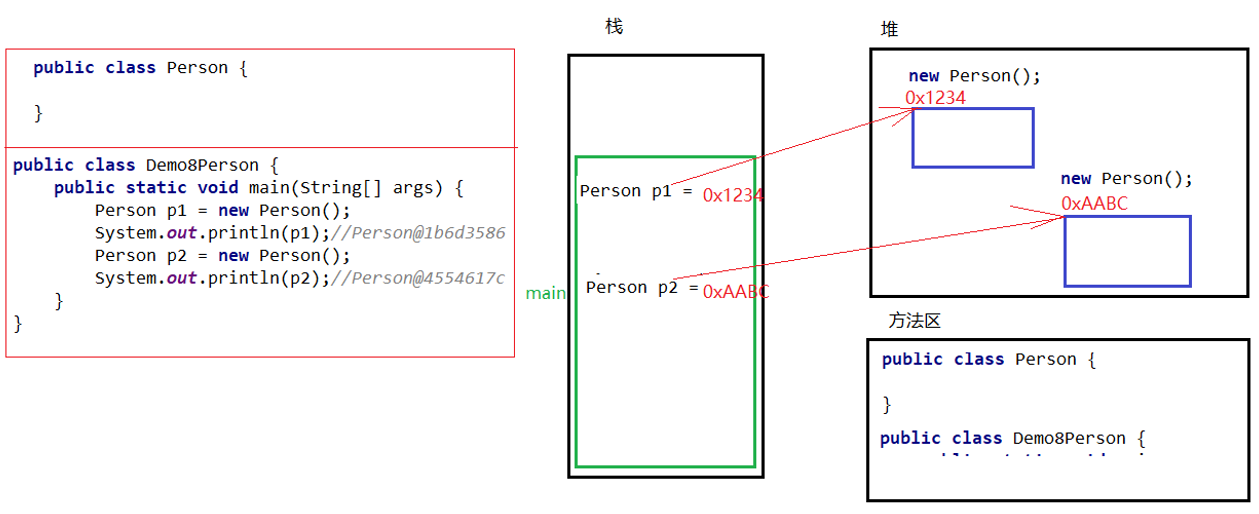 public class Person {
}
public class Demo8Person {
public static void main(String[] args) {
Person p1 = new Person();
System.out.println(p1);//Person@1b6d3586
Person p2 = new Person();
System.out.println(p2);//Person@4554617c
}
}
栈
main
Person p1 = 0x1234
Person p2 = 0xAABC
堆
new Person();
0x1234
new Person();
0xAABC
方法区
public class Person {
}
public class Demo8Person {